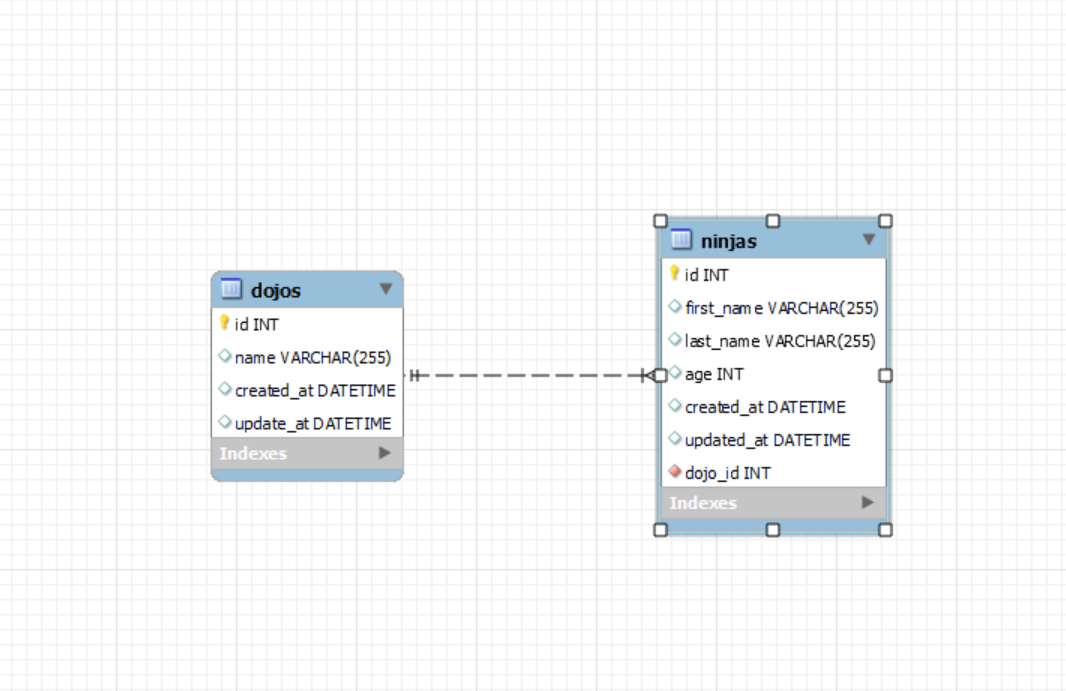 dojos
id INT
name VARCHAR(255)
created_at DATETIME
update_at DATETIME
Indexes
ninjas
id INT
first_name VARCHAR(255)
last_name VARCHAR(255)
age INT
created_at DATETIME
updated_at DATETIME
dojo_id INT
Indexes